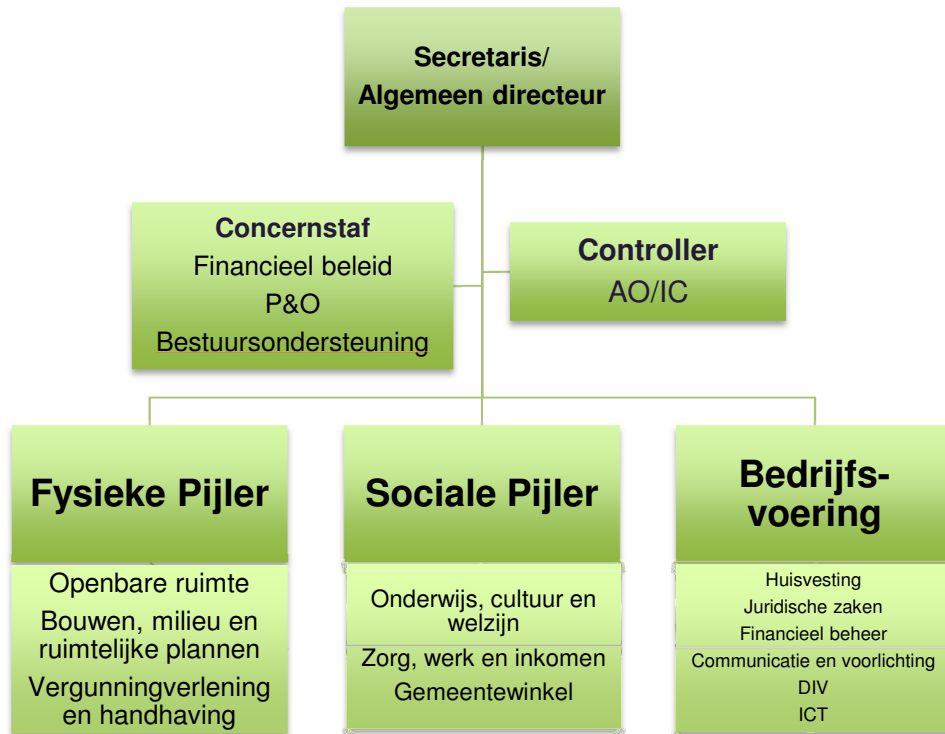 Secretaris/
Algemeen directeur
Concernstaf
Financieel beleid
P&O
Bestuursondersteuning
Controller
AO/IC
Fysieke Pijler
Openbare ruimte
Bouwen, milieu en
ruimtelijke plannen
Vergunningverlening
en handhaving
Sociale Pijler
Onderwijs, cultuur en
welzijn
Zorg, werk en inkomen
Gemeentewinkel
Bedrijfs-
voering
Huisvesting
Juridische zaken
Financieel beheer
Communicatie en voorlichting
DIV
ICT